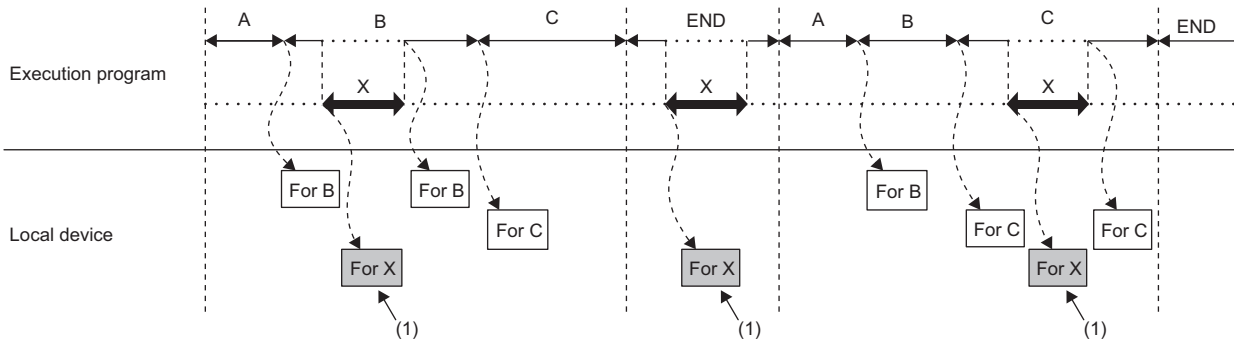 A B C END A B C END
Execution program
X X X
For B For B For B
For C For C For C
Local device
For X For X For X
(1) (1) (1)